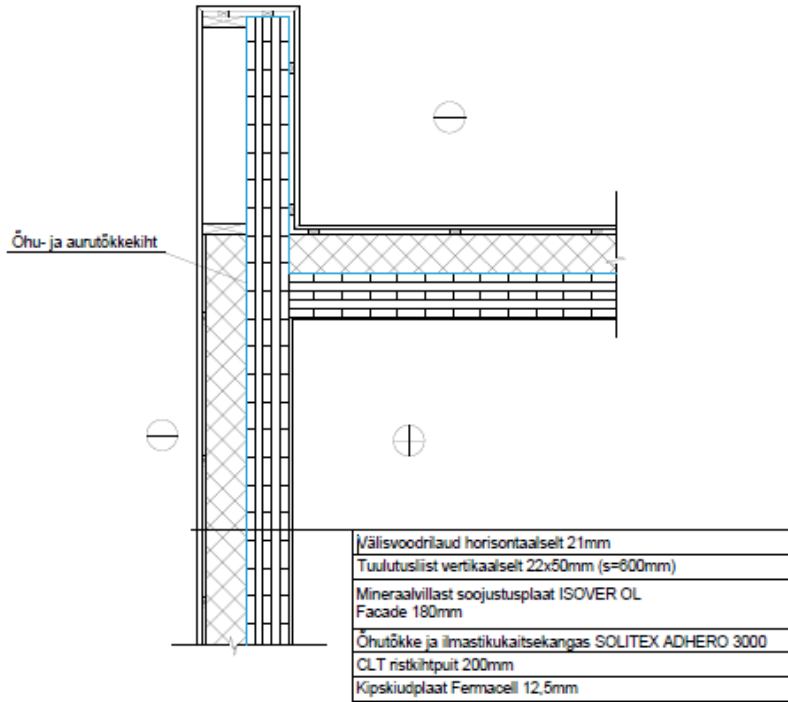 Õhu- ja aurutõkkekiht
Välisvoodrilaud horisontaalselt 21mm
Tuulutusliist vertikaalselt 22x50mm (s=600mm)
Mineraalvillast soojustusplaat ISOVER OL
Facade 180mm
Õhutõkke ja ilmastikukaitsekangas SOLITEX ADHERO 3000
CLT ristkihtpuit 200mm
Kipskiudplaat Fermacell 12,5mm